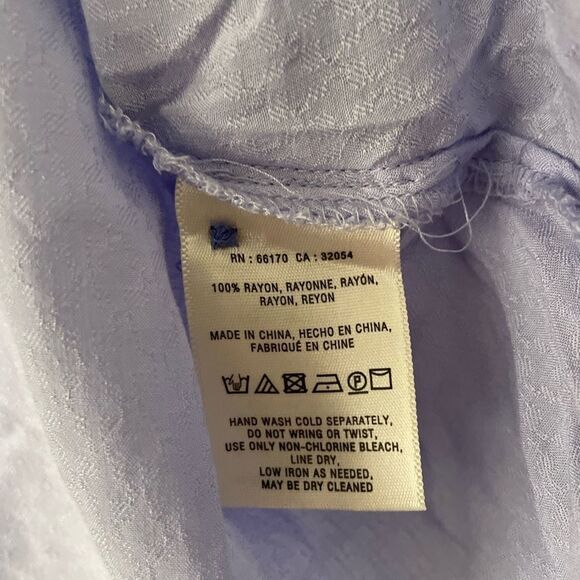 RN : 66170 CA : 32054
100% RAYON, RAYONNE, RAYÓN,
RAYON, REYON
MADE IN CHINA, HECHO EN CHINA,
FABRIQUÉ EN CHINE
P
HAND WASH COLD SEPARATELY,
DO NOT WRING OR TWIST,
USE ONLY NON-CHLORINE BLEACH,
LINE DRY,
LOW IRON AS NEEDED,
MAY BE DRY CLEANED